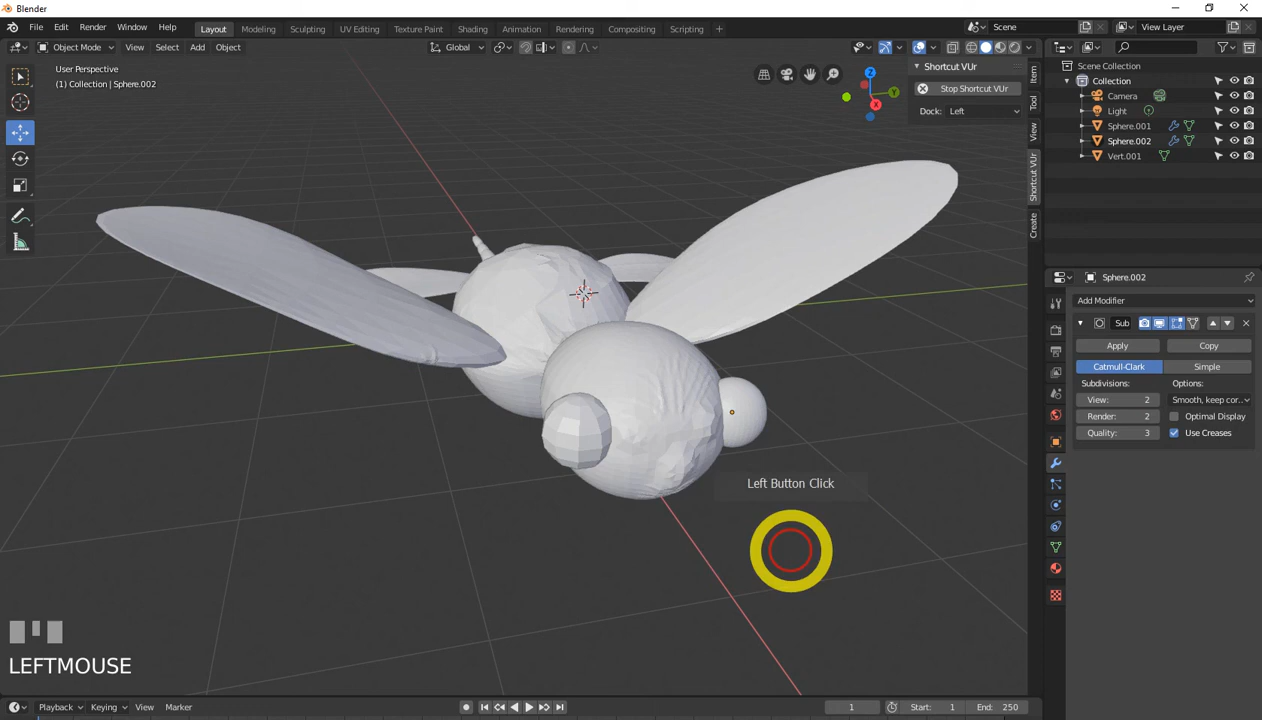 Blender
File Edit Render Window Help
Layout Modeling Sculpting UV Editing Texture Paint Shading Animation Rendering Compositing Scripting +
Scene
View Layer
Object Mode View Select Add Object
Global
User Perspective
(1) Collection | Sphere.002
Z
Y
X
Shortcut VUr
Stop Shortcut VUr
Dock: Left
Item
Tool
View
Shortcut VUr
Create
Scene Collection
Collection
Camera
Light
Sphere.001
Sphere.002
Vert.001
Sphere.002
Add Modifier
Sub
Apply Copy
Catmull-Clark Simple
Subdivisions: Options:
View: 2 Smooth, keep cor..
Render: 2 Optimal Display
Quality: 3 Use Creases
Left Button Click
LEFTMOUSE
Playback Keying View Marker
1 Start: 1 End: 250